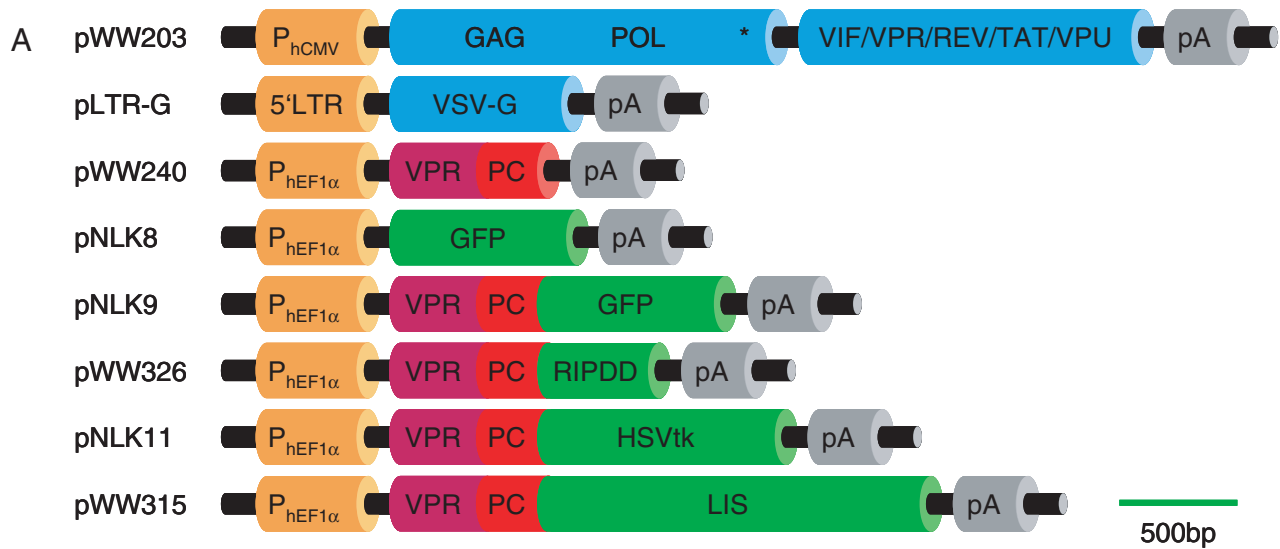 A pWW203 PhCMV GAG POL * VIF/VPR/REV/TAT/VPU pA
pLTR-G 5'LTR VSV-G pA
pWW240 PhEF1α VPR PC pA
pNLK8 PhEF1α GFP pA
pNLK9 PhEF1α VPR PC GFP pA
pWW326 PhEF1α VPR PC RIPDD pA
pNLK11 PhEF1α VPR PC HSVtk pA
pWW315 PhEF1α VPR PC LIS pA
500bp